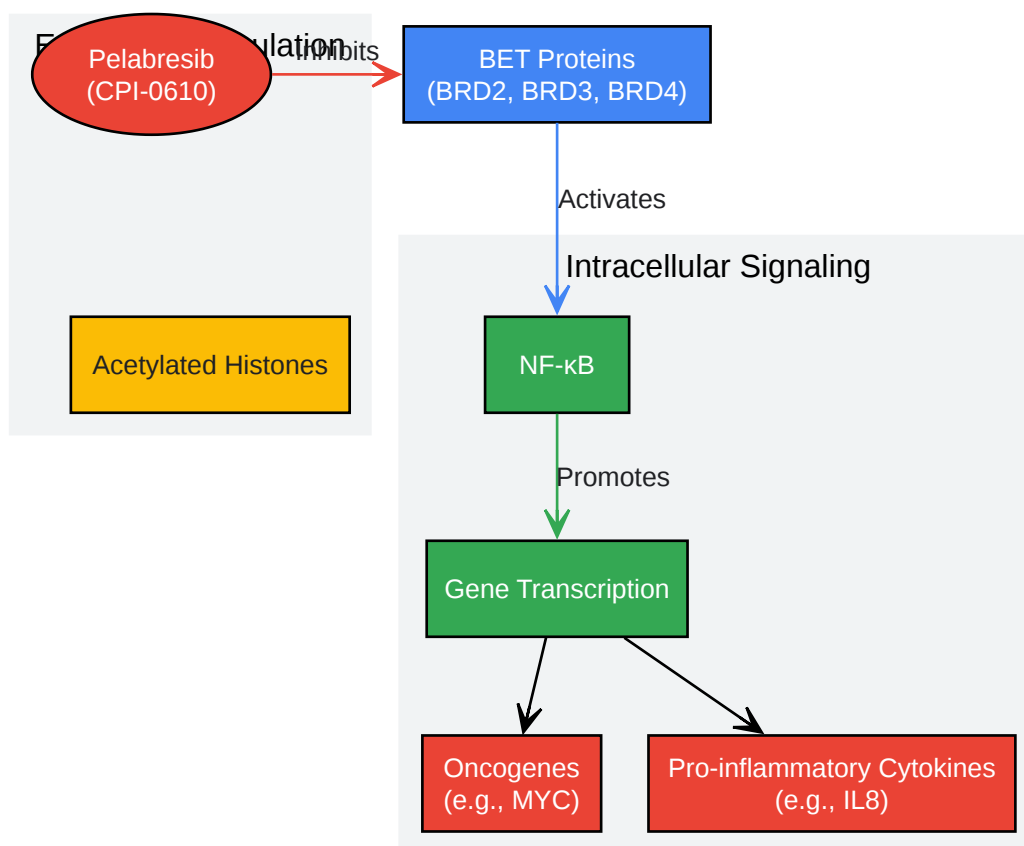 ulation
Pelabresib
(CPI-0610)
Inhibits
BET Proteins
(BRD2, BRD3, BRD4)
Activates
Intracellular Signaling
Acetylated Histones
NF-κB
Promotes
Gene Transcription
Oncogenes
(e.g., MYC)
Pro-inflammatory Cytokines
(e.g., IL8)